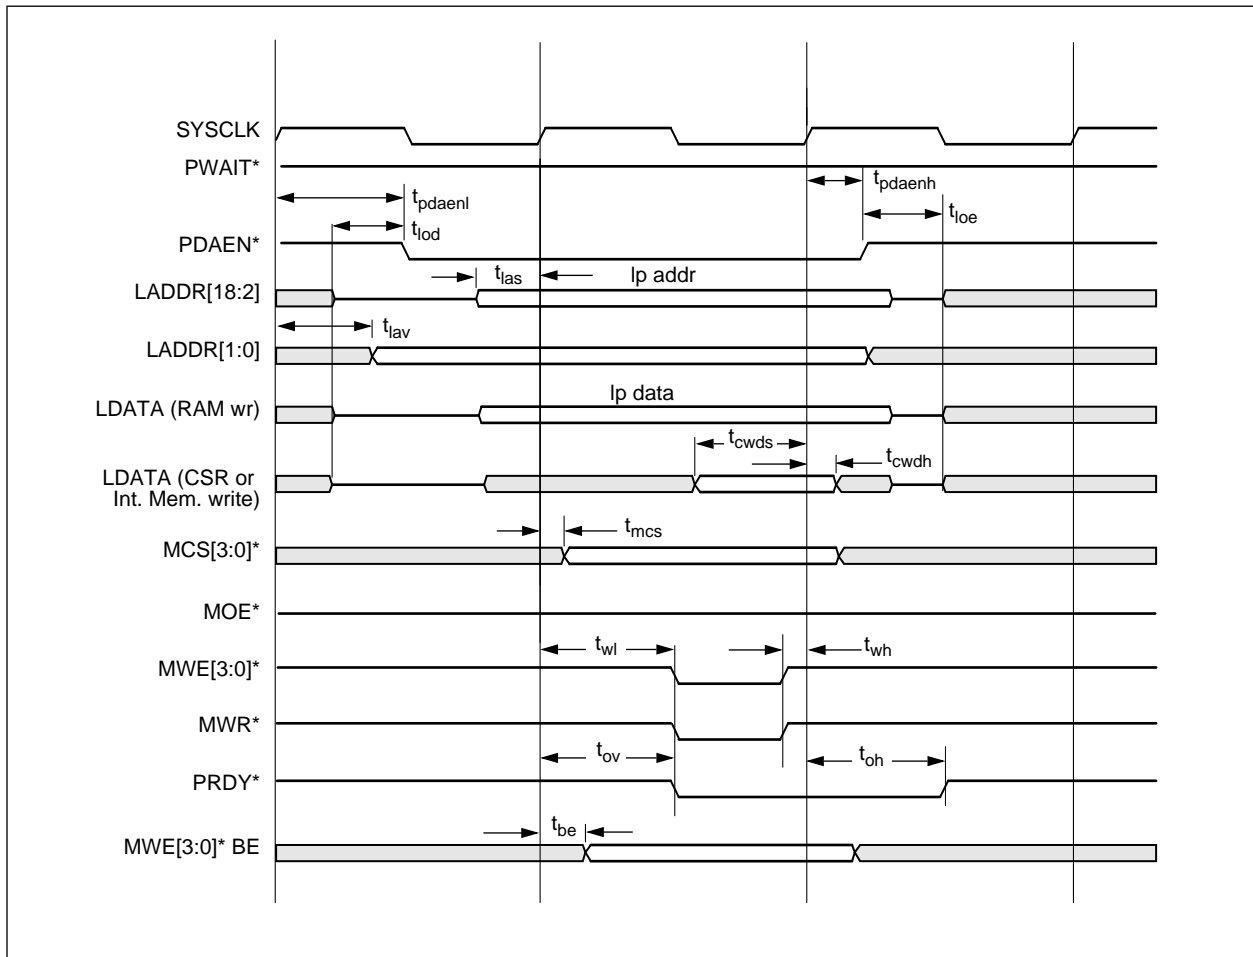 SYSCLK
PWAIT*
tpdaenl
tpdaenh
tlod
tloe
PDAEN*
tlas
lp addr
LADDR[18:2]
tlav
LADDR[1:0]
lp data
LDATA (RAM wr)
tcwds
tcwdh
LDATA (CSR or
Int. Mem. write)
tmcs
MCS[3:0]*
MOE*
twl
twh
MWE[3:0]*
MWR*
tov
toh
PRDY*
tbe
MWE[3:0]* BE